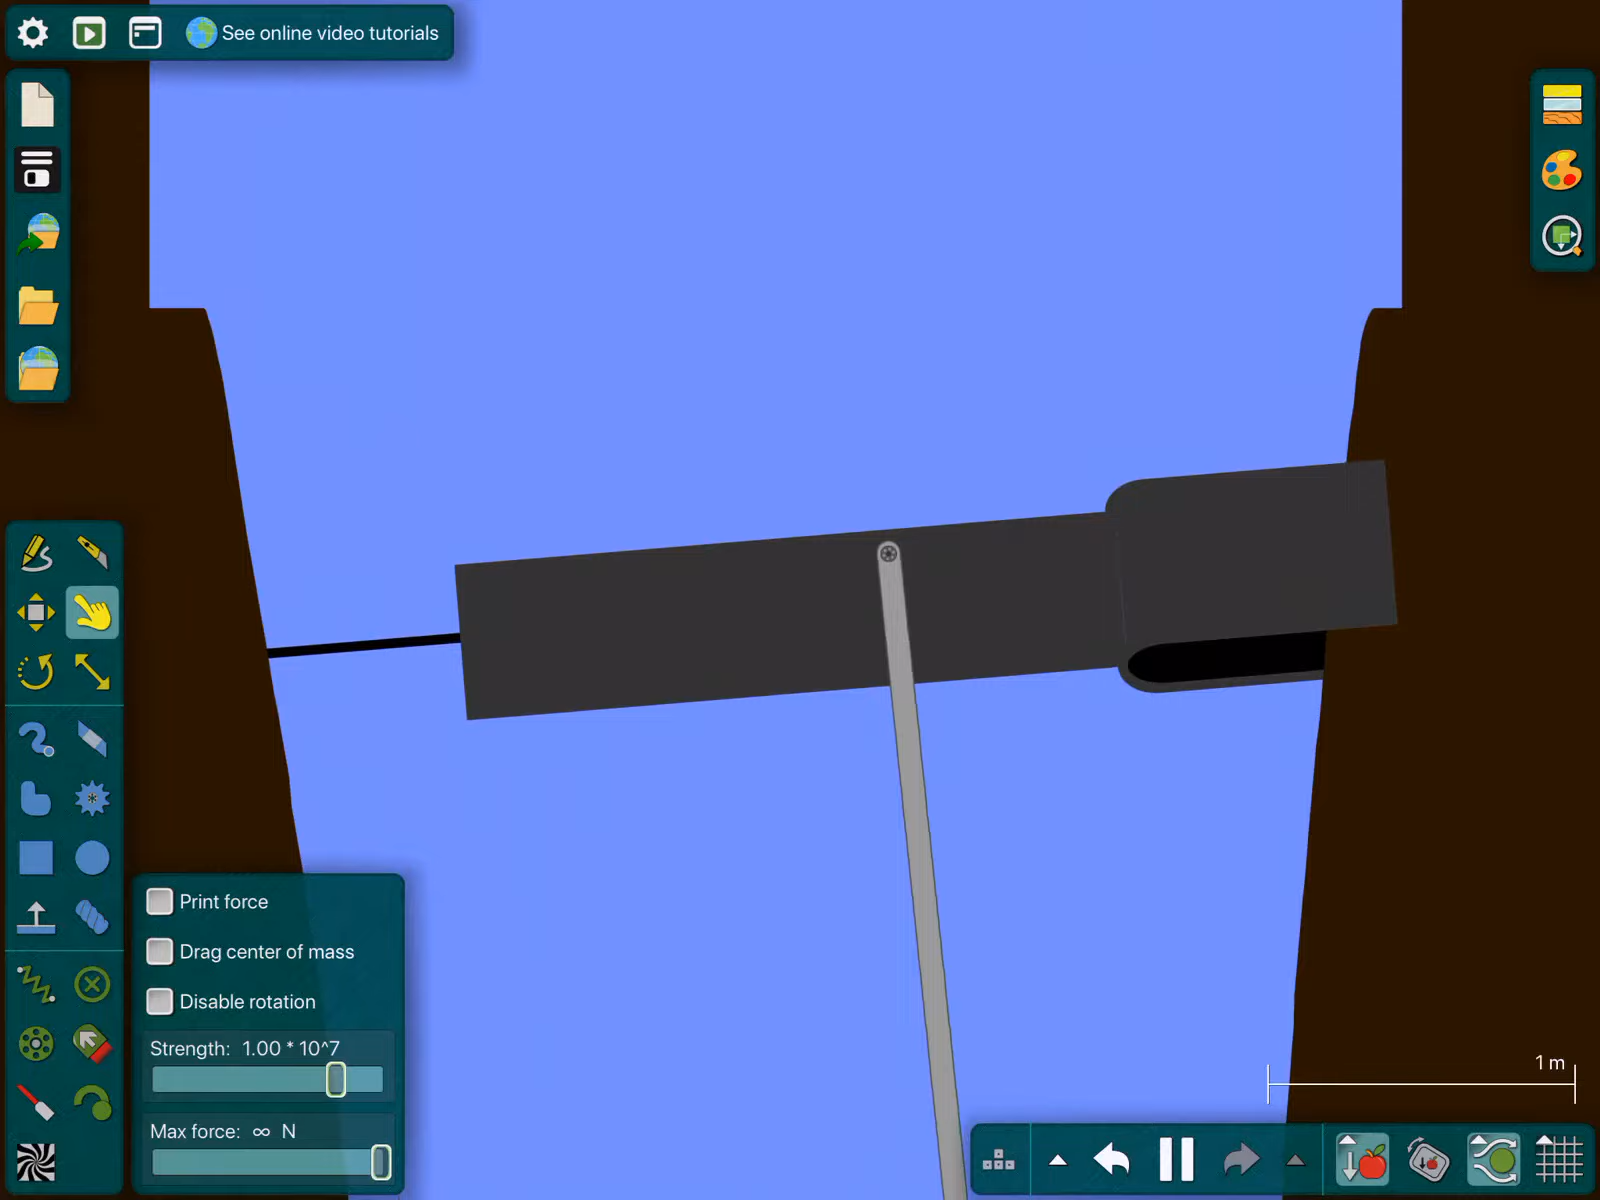 See online video tutorials
Print force
Drag center of mass
Disable rotation
Strength: 1.00 * 10^7
Max force: ∞ N
1 m